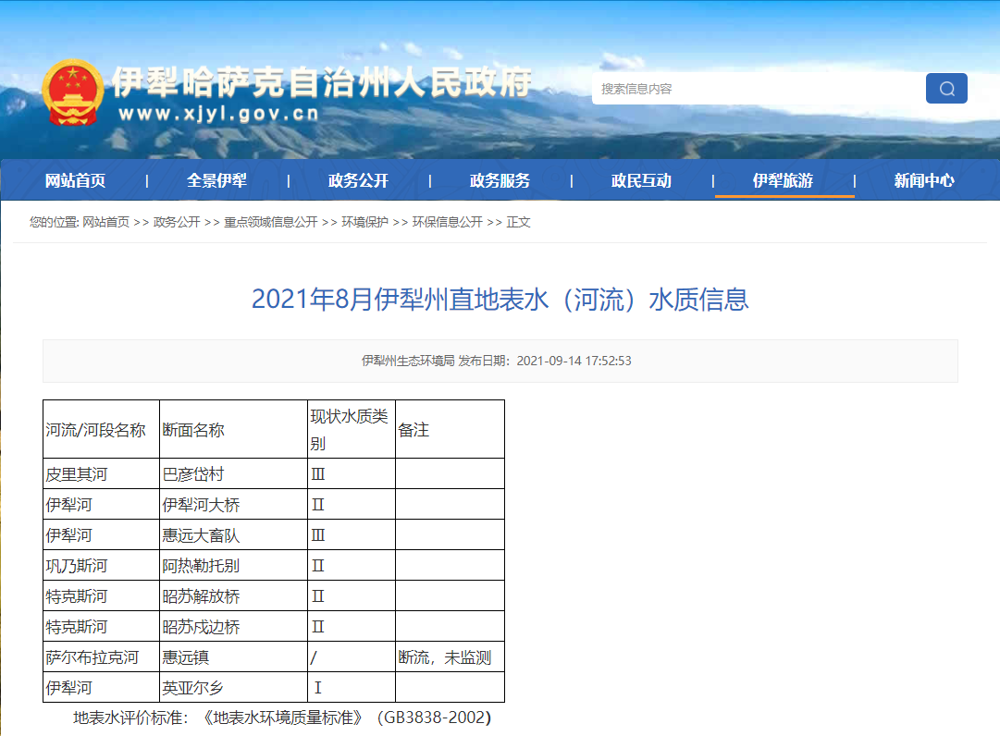 伊犁哈萨克自治州人民政府
www.xjyl.gov.cn
搜索信息内容
网站首页 | 全景伊犁 | 政务公开 | 政务服务 | 政民互动 | 伊犁旅游 | 新闻中心
您的位置: 网站首页 >> 政务公开 >> 重点领域信息公开 >> 环境保护 >> 环保信息公开 >> 正文
2021年8月伊犁州直地表水（河流）水质信息
伊犁州生态环境局 发布日期：2021-09-14 17:52:53
河流/河段名称 断面名称 现状水质类别 备注
皮里其河 巴彦岱村 Ⅲ
伊犁河 伊犁河大桥 Ⅱ
伊犁河 惠远大畜队 Ⅲ
巩乃斯河 阿热勒托别 Ⅱ
特克斯河 昭苏解放桥 Ⅱ
特克斯河 昭苏戍边桥 Ⅱ
萨尔布拉克河 惠远镇 / 断流，未监测
伊犁河 英亚尔乡 Ⅰ
地表水评价标准：《地表水环境质量标准》（GB3838-2002）